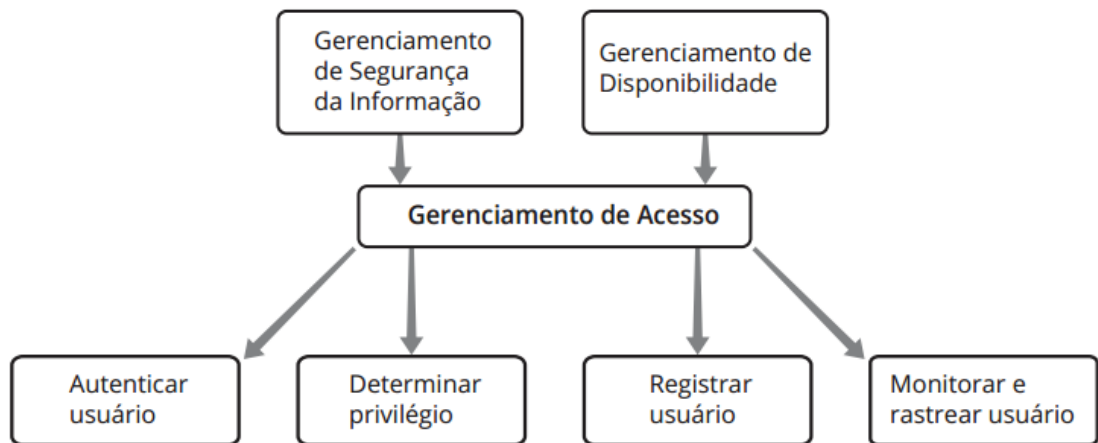 Gerenciamento
de Segurança
da Informação
Gerenciamento de
Disponibilidade
Gerenciamento de Acesso
Autenticar
usuário
Determinar
privilégio
Registrar
usuário
Monitorar e
rastrear usuário